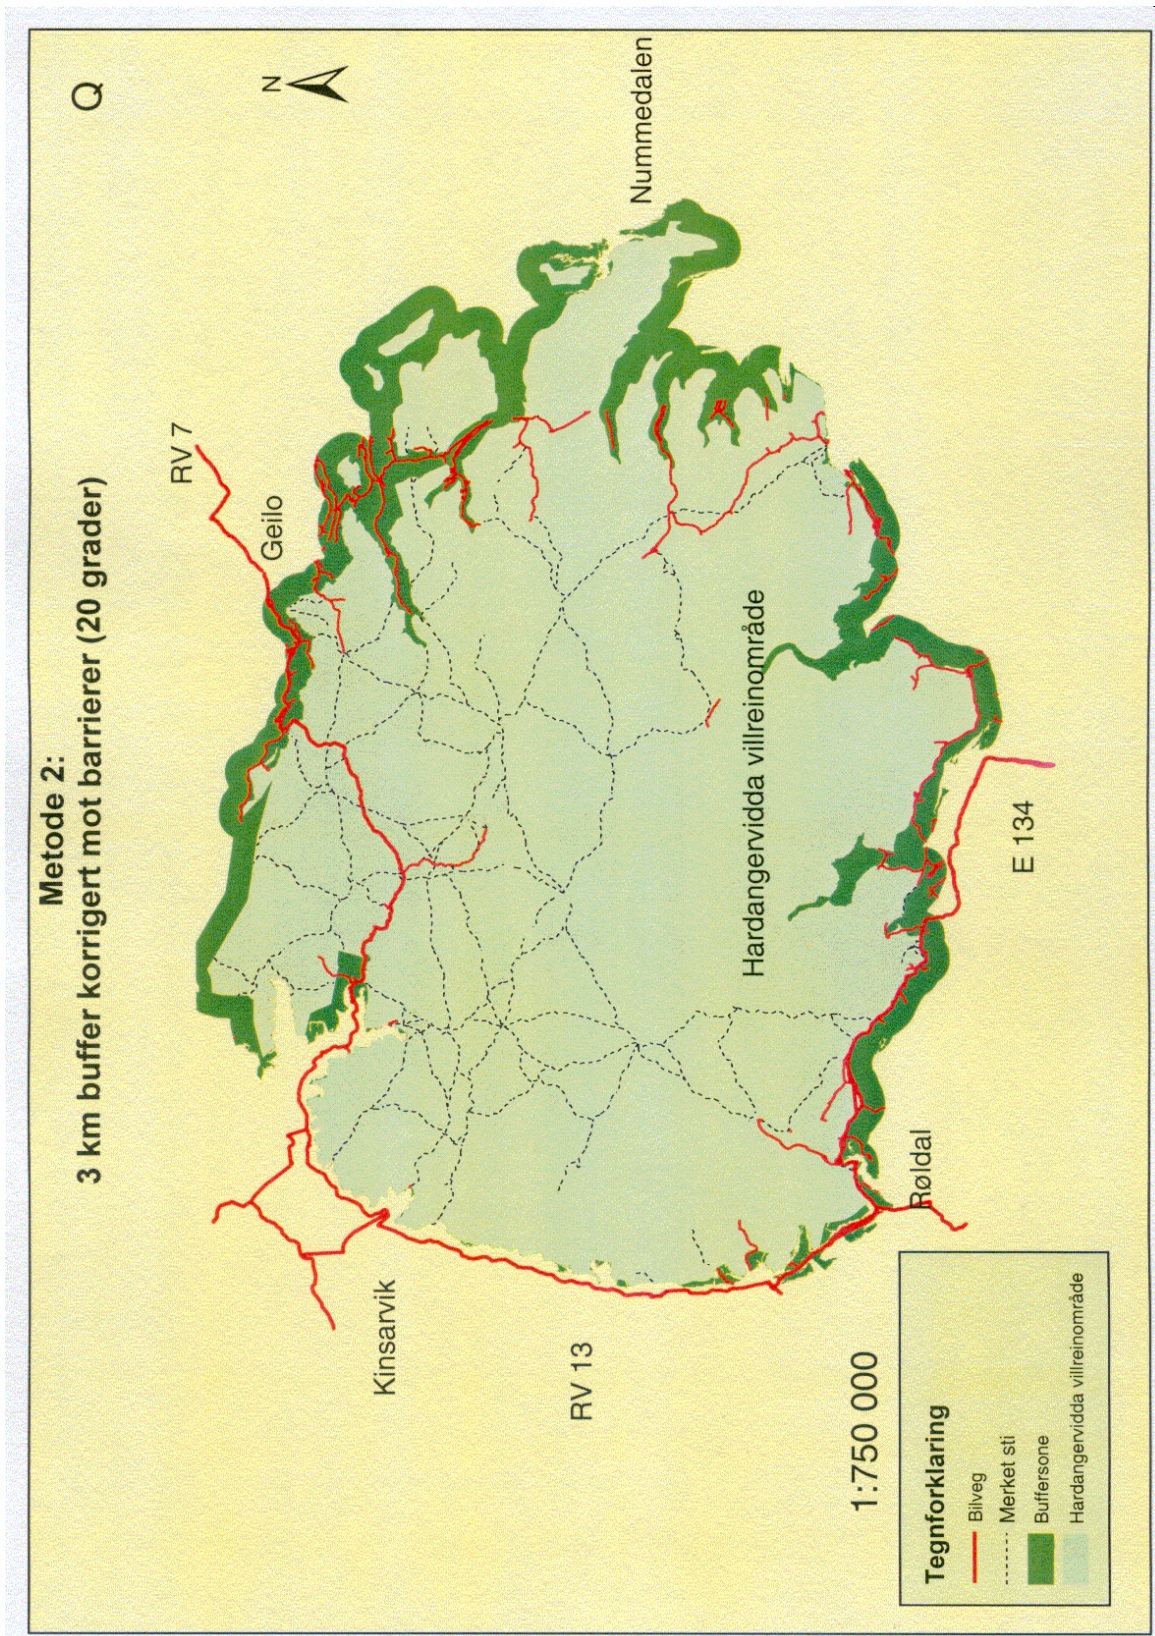 Metode 2:
3 km buffer korrigert mot barrierer (20 grader)
Q
N
RV 7
Geilo
Nummedalen
Kinsarvik
RV 13
Hardangervidda villreinområde
E 134
Røldal
1:750 000
Tegnforklaring
Bilveg
Merket sti
Buffersone
Hardangervidda villreinområde